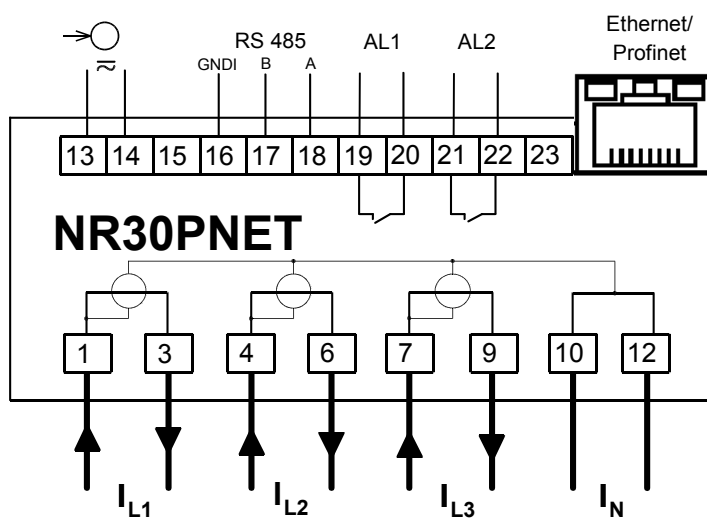 Ethernet/
Profinet
RS 485
AL1
AL2
GNDI B A
13 14 15 16 17 18 19 20 21 22 23
NR30PNET
1 3 4 6 7 9 10 12
IL1 IL2 IL3 IN